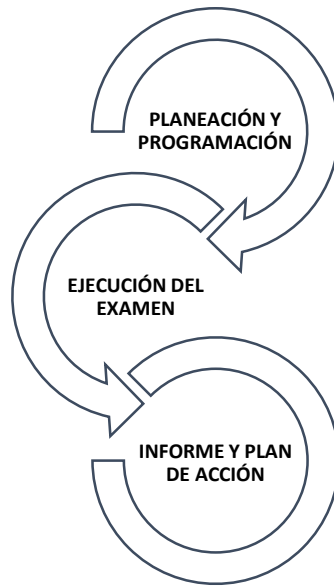 PLANEACIÓN Y
PROGRAMACIÓN
EJECUCIÓN DEL
EXAMEN
INFORME Y PLAN
DE ACCIÓN